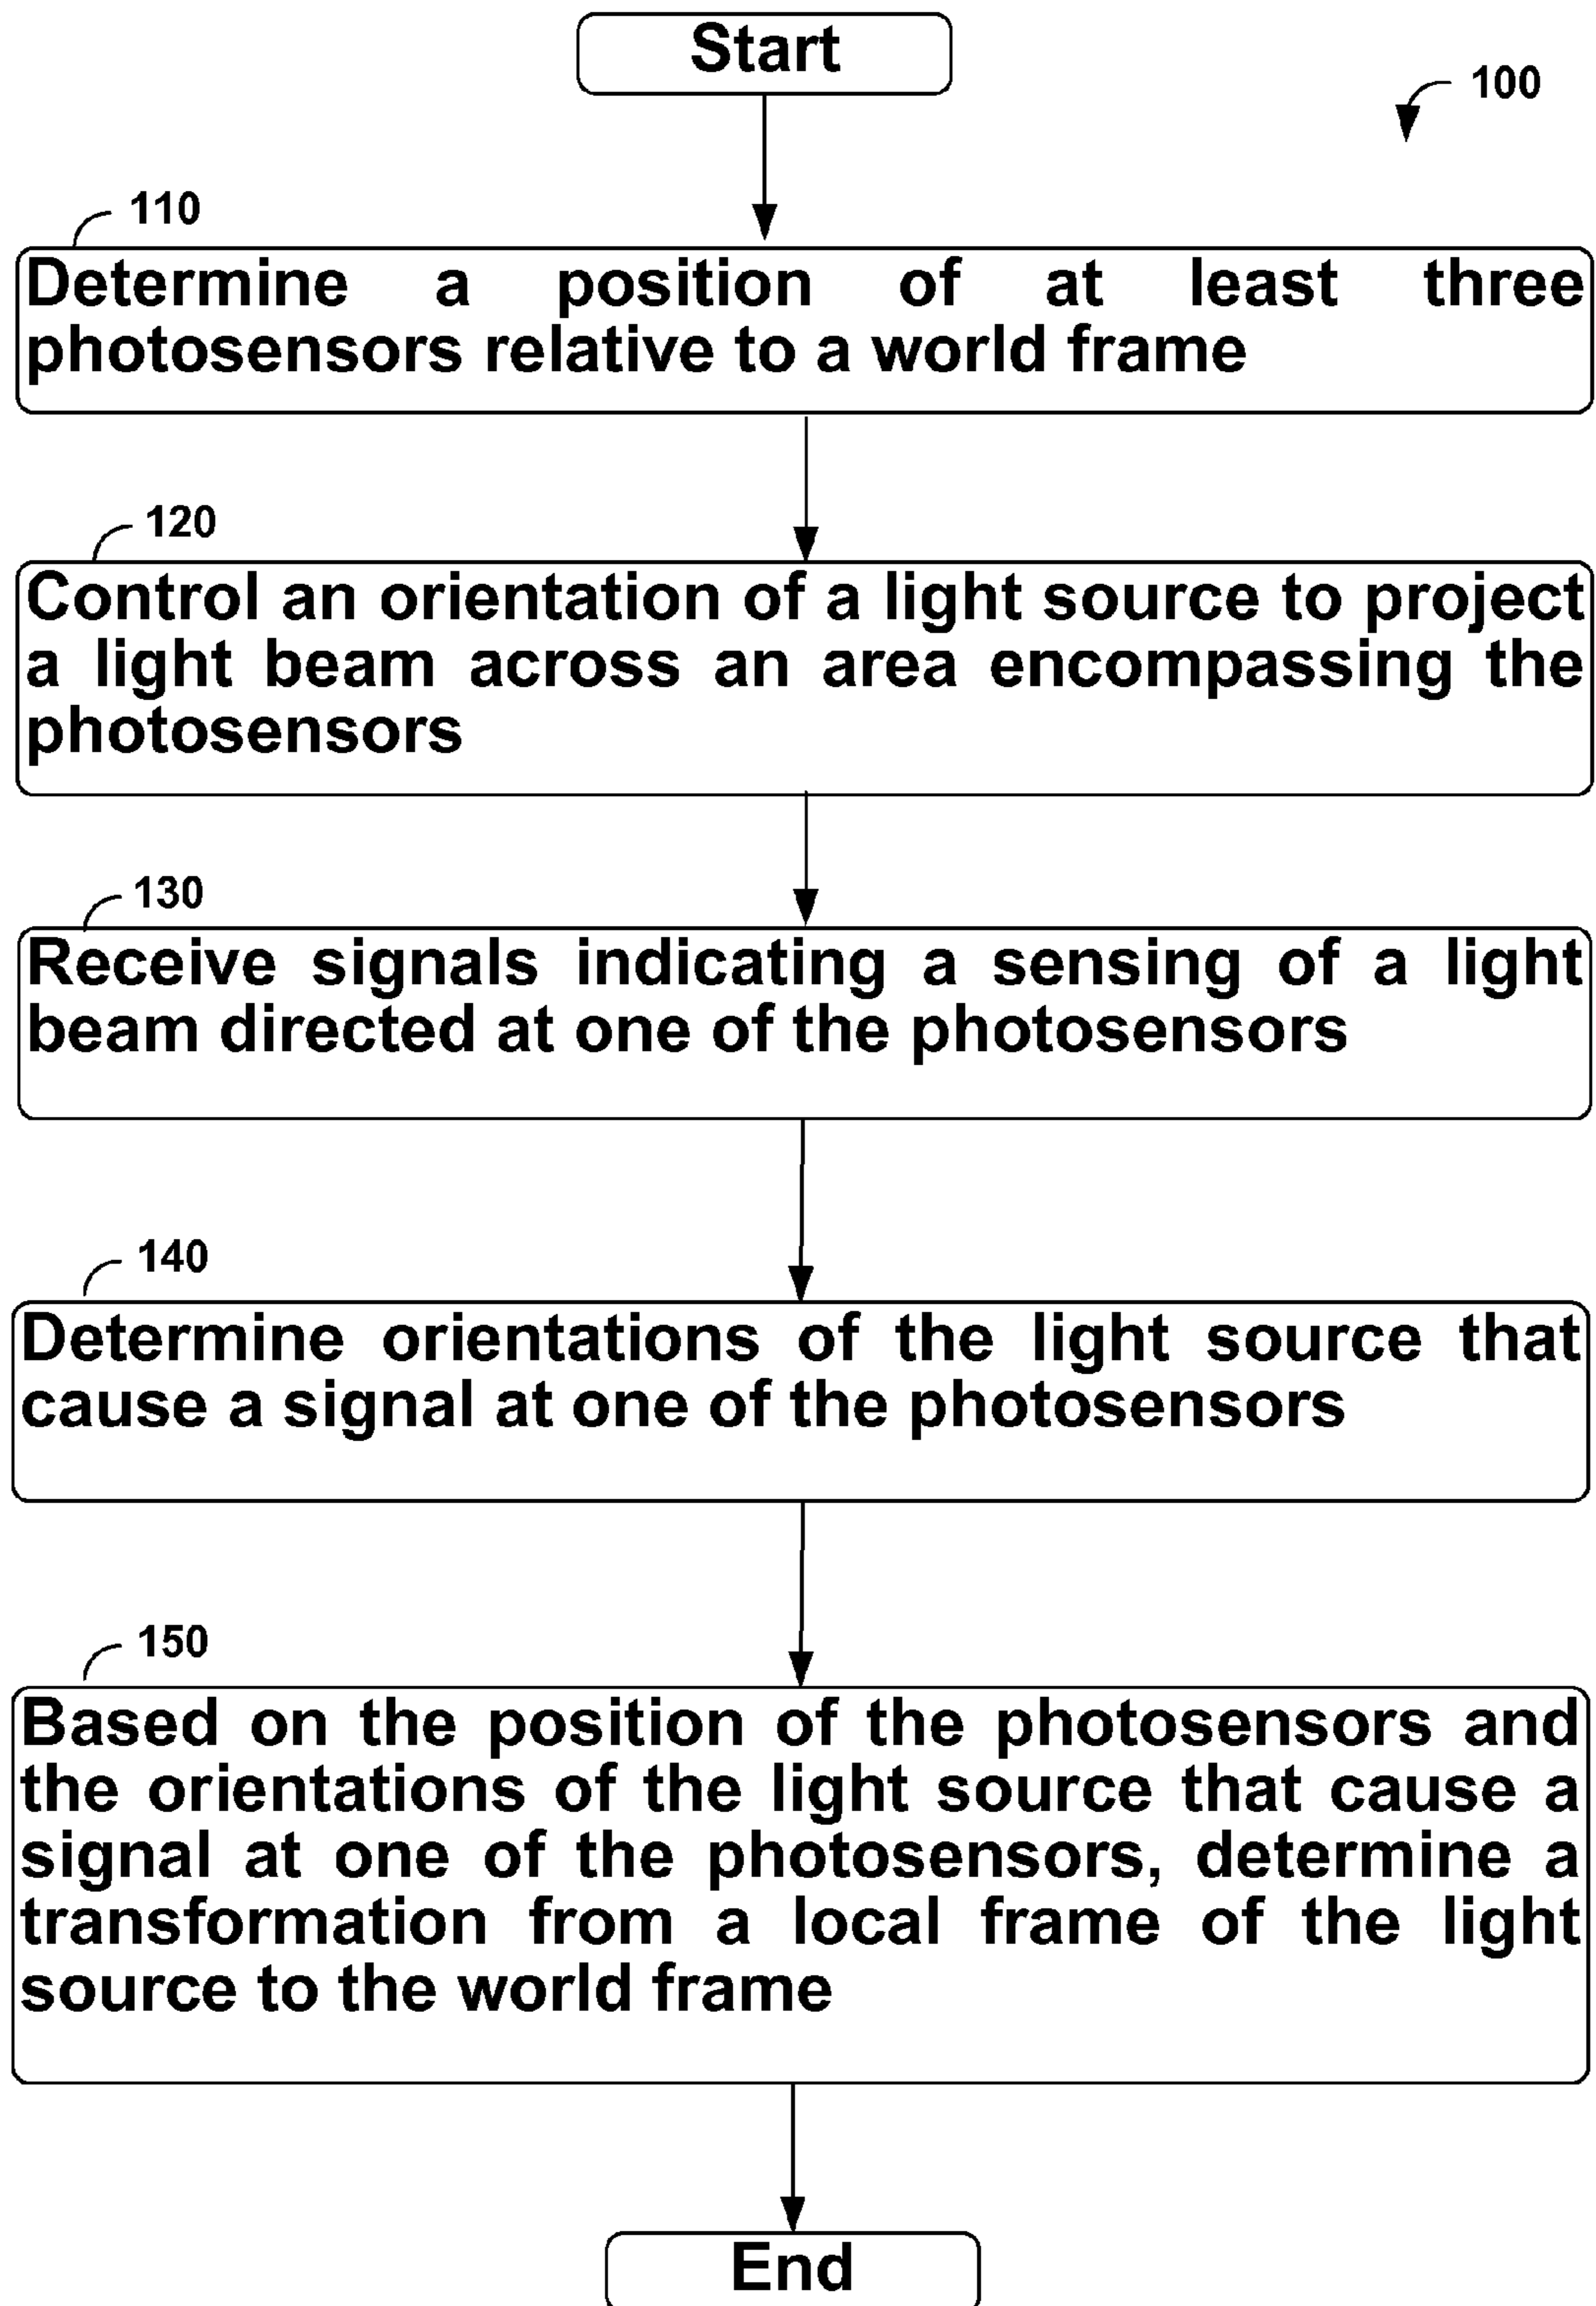 Start
100
110
Determine a position of at least three
photosensors relative to a world frame
120
Control an orientation of a light source to project
a light beam across an area encompassing the
photosensors
130
Receive signals indicating a sensing of a light
beam directed at one of the photosensors
140
Determine orientations of the light source that
cause a signal at one of the photosensors
150
Based on the position of the photosensors and
the orientations of the light source that cause a
signal at one of the photosensors, determine a
transformation from a local frame of the light
source to the world frame
End